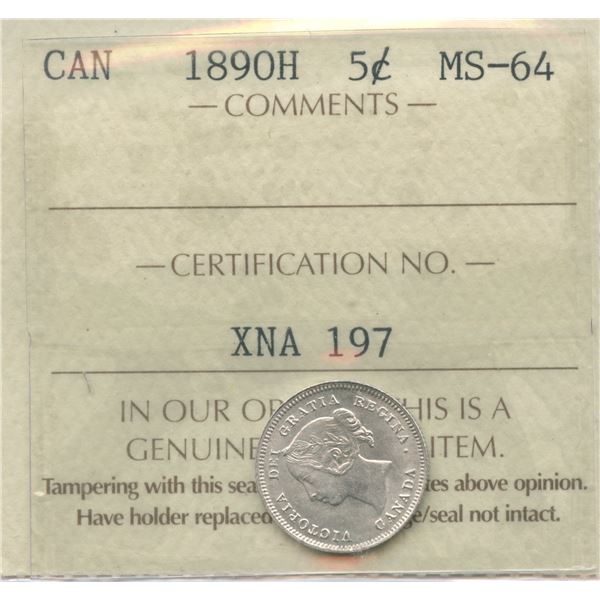 CAN 1890H 5¢ MS-64
— COMMENTS —
— CERTIFICATION NO. —
XNA 197
IN OUR OP HIS IS A
GENUINE ITEM.
Tampering with this sea tes above opinion.
Have holder replaced ge/seal not intact.
VICTORIA DEI GRATIA REGINA. CANADA